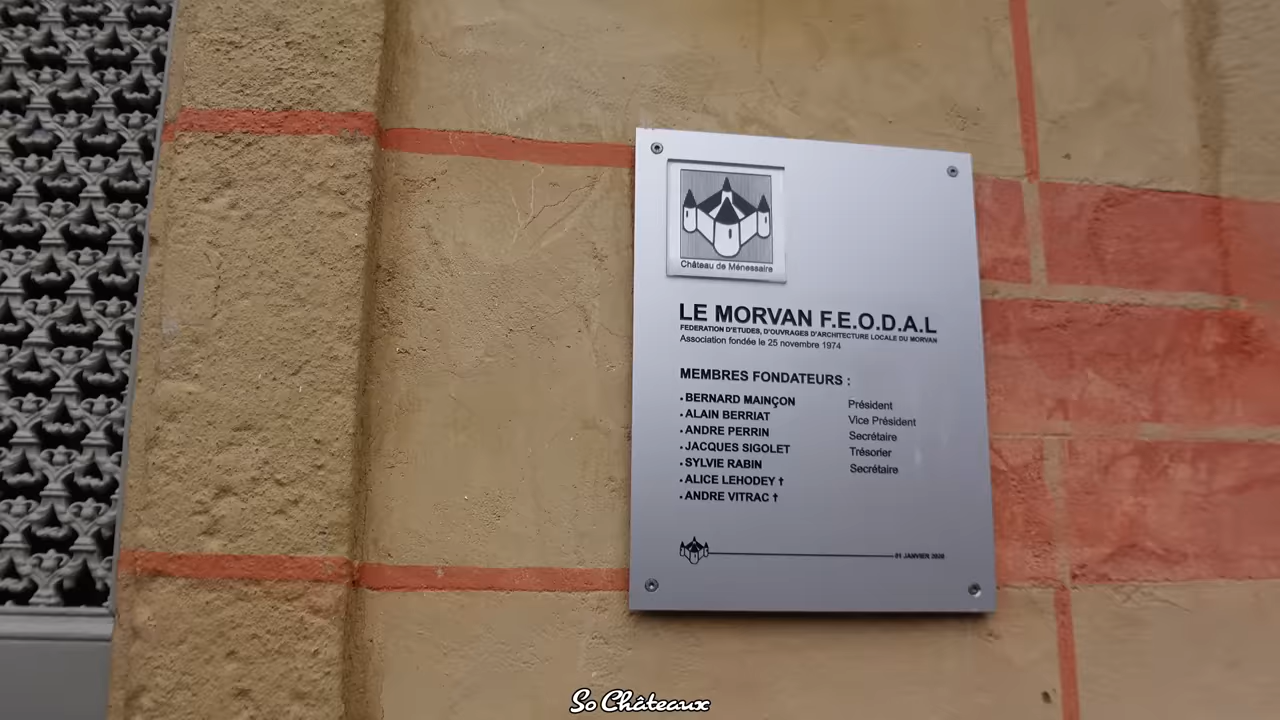 Château de Ménessaire
LE MORVAN F.E.O.D.A.L
FEDERATION D'ETUDES, D'OUVRAGES D'ARCHITECTURE LOCALE DU MORVAN
Association fondée le 25 novembre 1974
MEMBRES FONDATEURS :
• BERNARD MAINÇON Président
• ALAIN BERRIAT Vice Président
• ANDRE PERRIN Secrétaire
• JACQUES SIGOLET Trésorier
• SYLVIE RABIN Secrétaire
• ALICE LEHODEY †
• ANDRE VITRAC †
01 JANVIER
So Châteaux